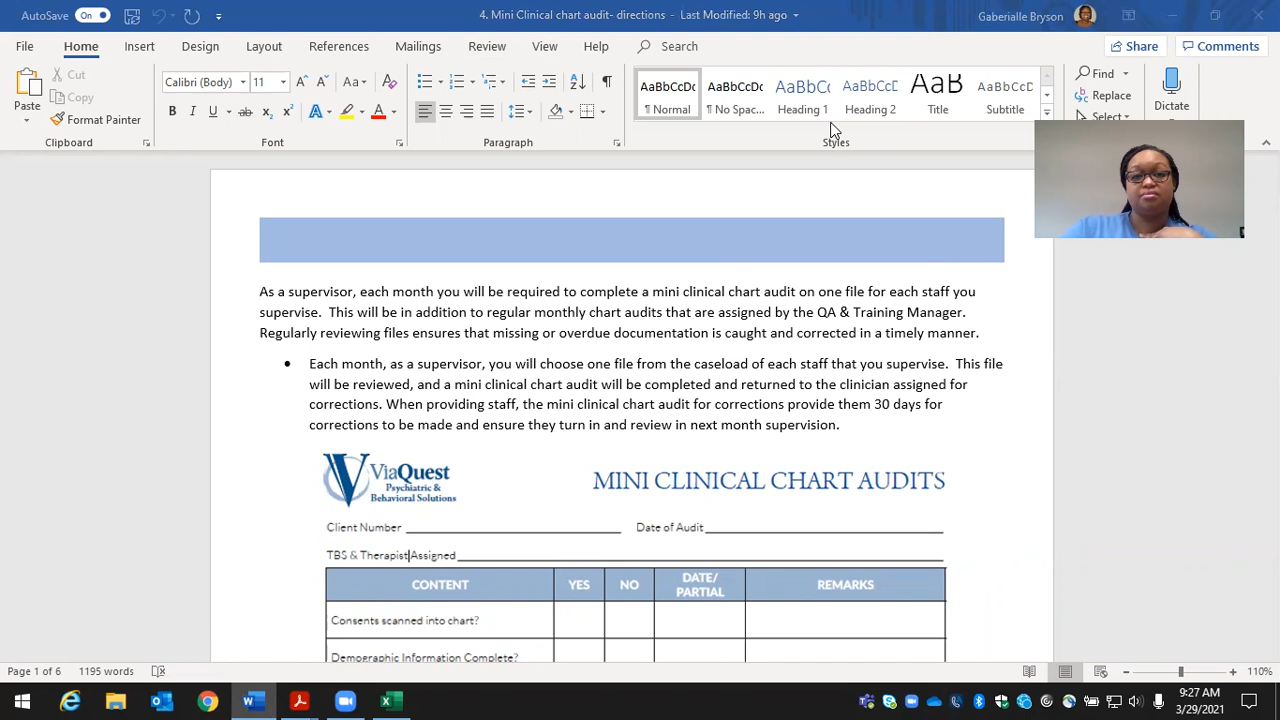 AutoSave On 4. Mini Clinical chart audit- directions - Last Modified: 9h ago Gaberialle Bryson
File Home Insert Design Layout References Mailings Review View Help Search Share Comments
Paste Cut Copy Format Painter
Calibri (Body) 11
AaBbCcDc AaBbCcDc AaBbCc AaBbCcD AaB AaBbCcD
¶ Normal ¶ No Spac... Heading 1 Heading 2 Title Subtitle
Find Replace Select
Dictate
Clipboard Font Paragraph Styles
As a supervisor, each month you will be required to complete a mini clinical chart audit on one file for each staff you
supervise. This will be in addition to regular monthly chart audits that are assigned by the QA & Training Manager.
Regularly reviewing files ensures that missing or overdue documentation is caught and corrected in a timely manner.
• Each month, as a supervisor, you will choose one file from the caseload of each staff that you supervise. This file
will be reviewed, and a mini clinical chart audit will be completed and returned to the clinician assigned for
corrections. When providing staff, the mini clinical chart audit for corrections provide them 30 days for
corrections to be made and ensure they turn in and review in next month supervision.
ViaQuest
Psychiatric &
Behavioral Solutions
MINI CLINICAL CHART AUDITS
Client Number Date of Audit
TBS & Therapist Assigned
CONTENT YES NO DATE/ PARTIAL REMARKS
Consents scanned into chart?
Demographic Information Complete?
Page 1 of 6 1195 words 110%
9:27 AM
3/29/2021